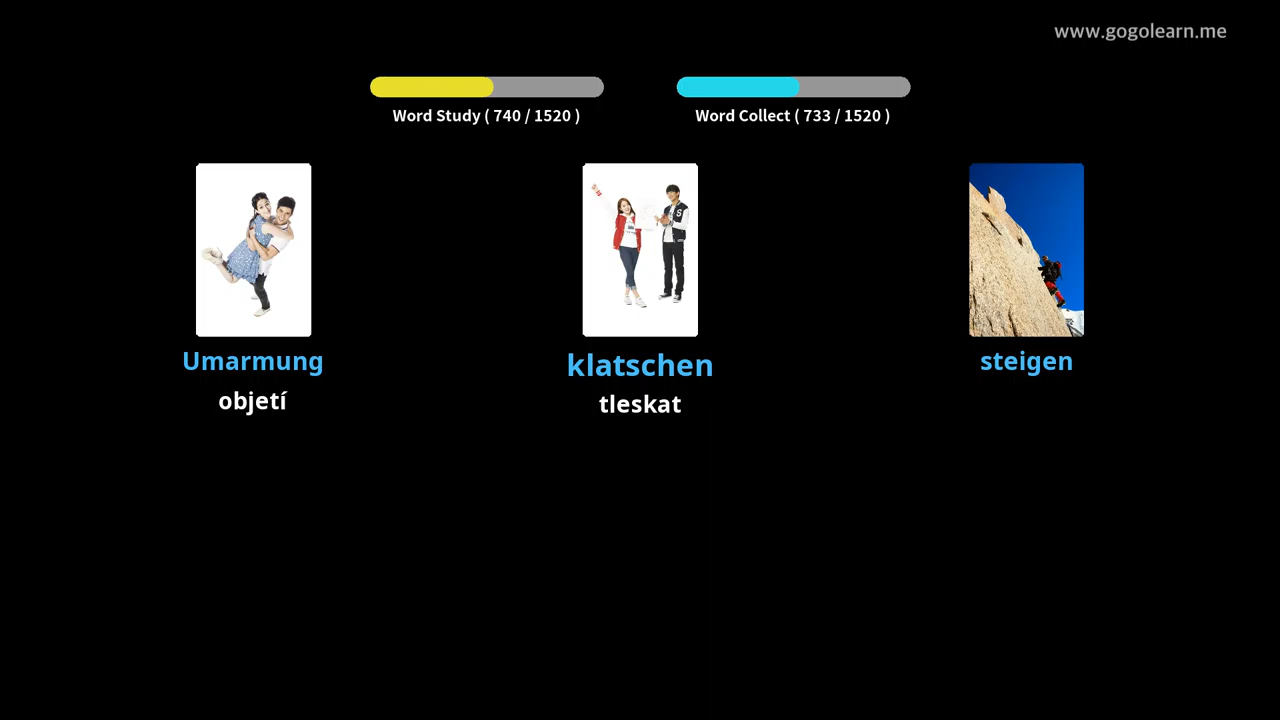 www.gogolearn.me
Word Study ( 740 / 1520 )
Word Collect ( 733 / 1520 )
Umarmung
klatschen
steigen
objetí
tleskat